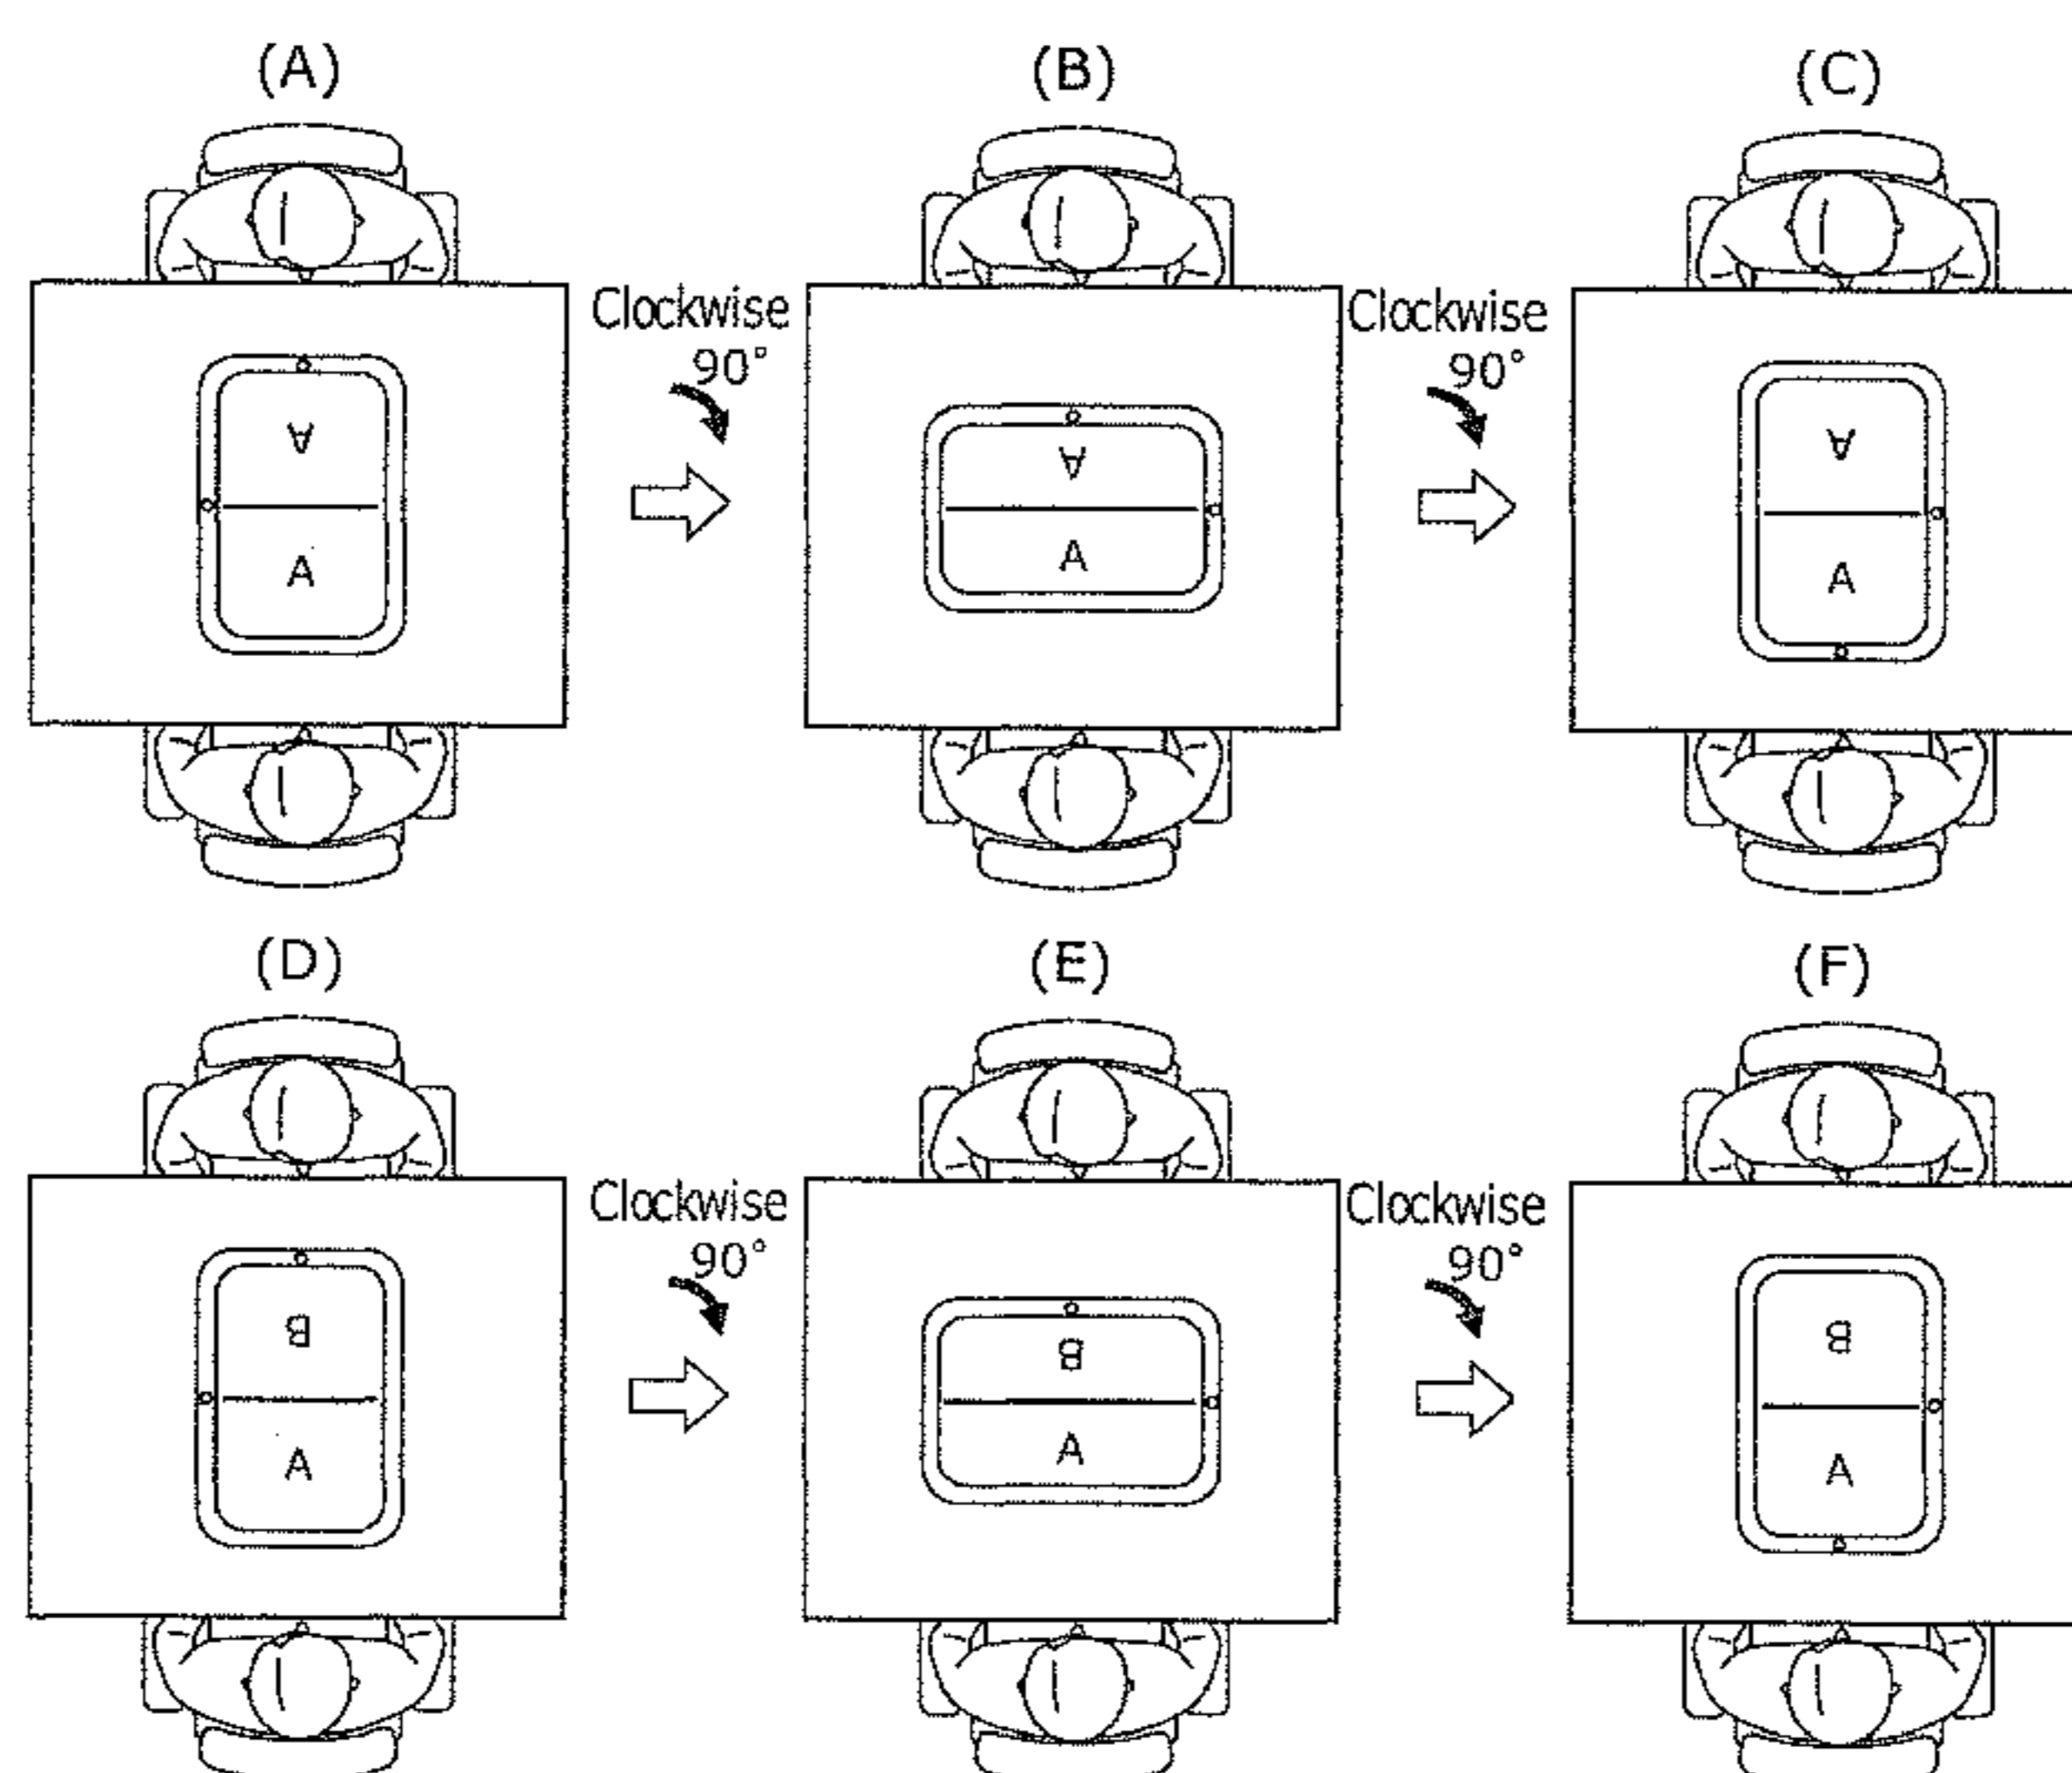 (A) (B) (C)
Clockwise 90° Clockwise 90°
A A A
A A A
(D) (E) (F)
Clockwise 90° Clockwise 90°
B B B
A A A